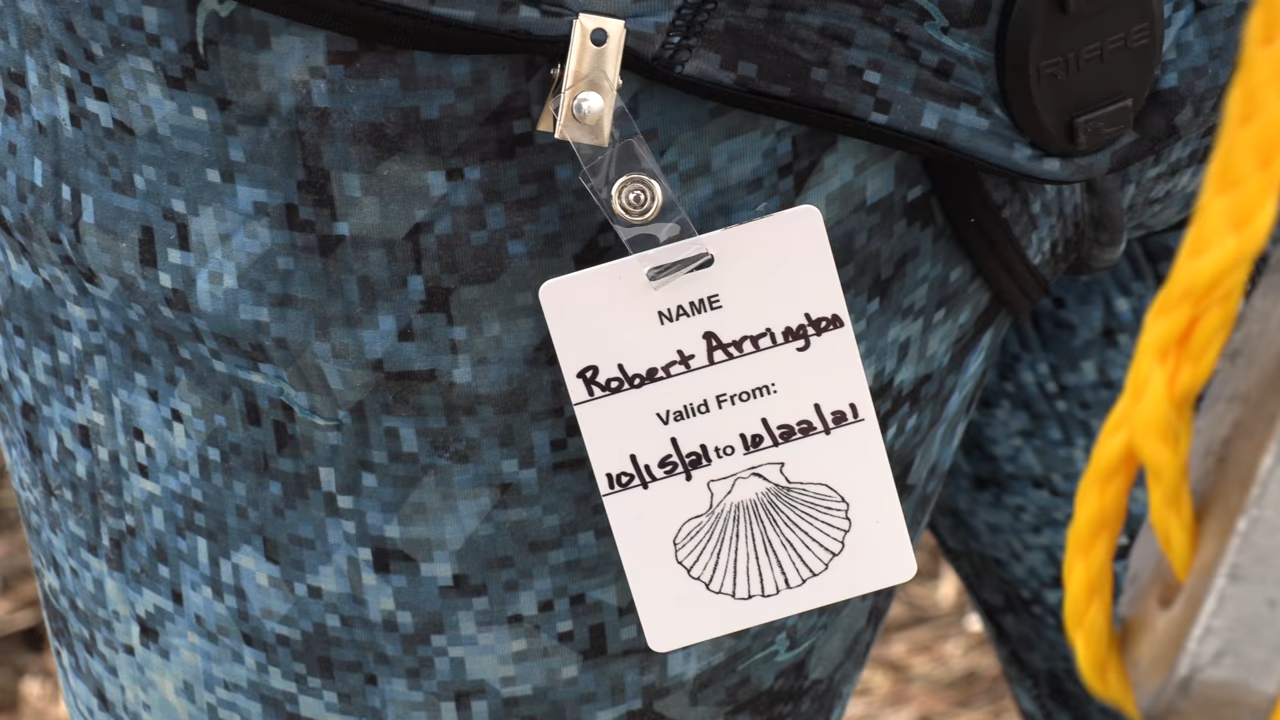 RIFFE
NAME
Robert Arrington
Valid From:
10/15/21 to 10/22/21